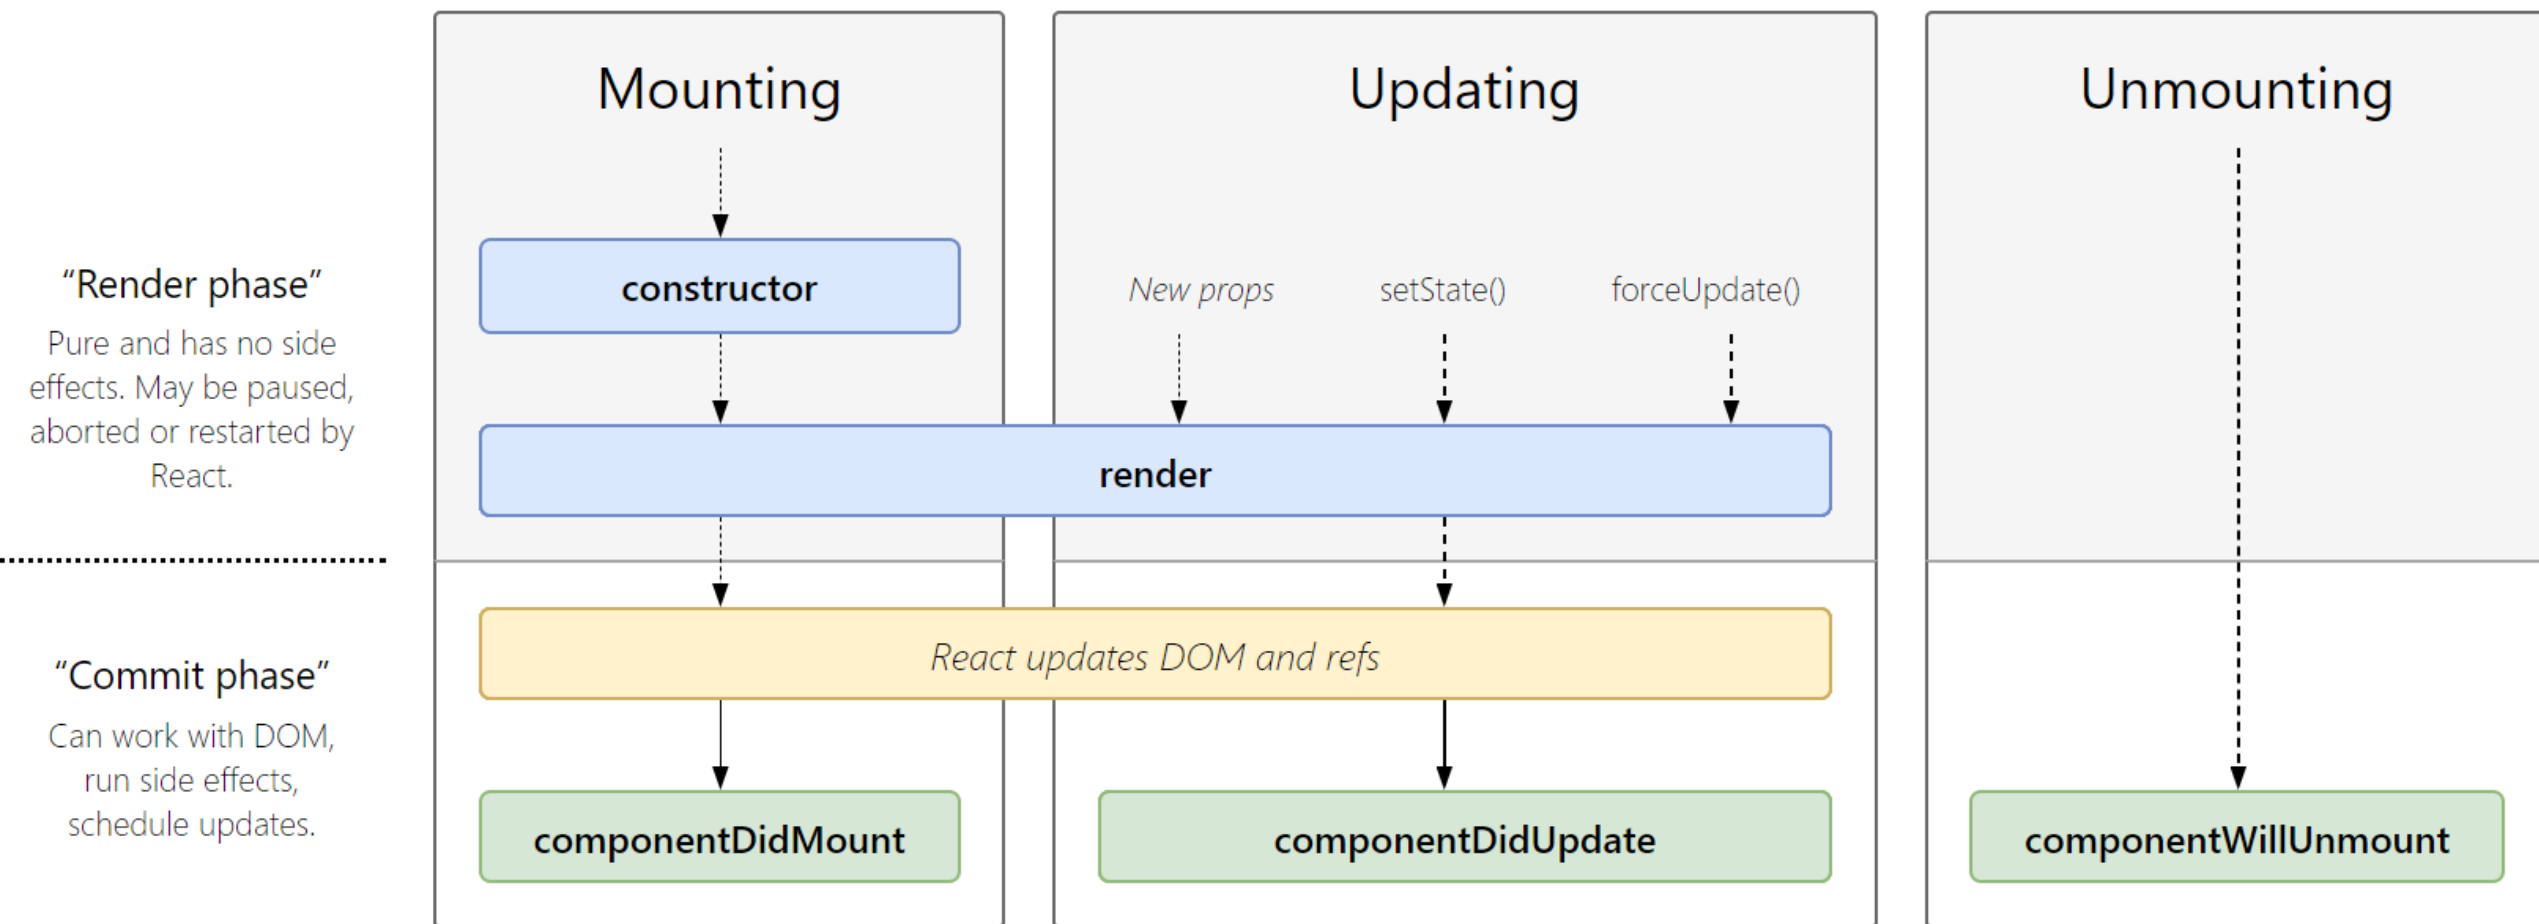 Mounting
Updating
Unmounting
“Render phase”
Pure and has no side
effects. May be paused,
aborted or restarted by
React.
constructor
New props
setState()
forceUpdate()
render
“Commit phase”
Can work with DOM,
run side effects,
schedule updates.
React updates DOM and refs
componentDidMount
componentDidUpdate
componentWillUnmount